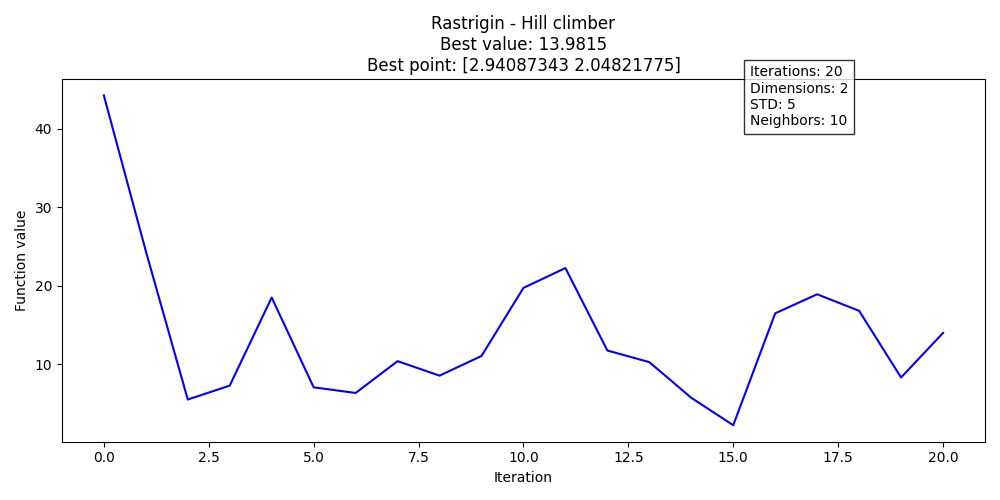 Rastrigin - Hill climber
Best value: 13.9815
Best point: [2.94087343 2.04821775]
Iterations: 20
Dimensions: 2
STD: 5
Neighbors: 10
Function value
40
30
20
10
0.0 2.5 5.0 7.5 10.0 12.5 15.0 17.5 20.0
Iteration